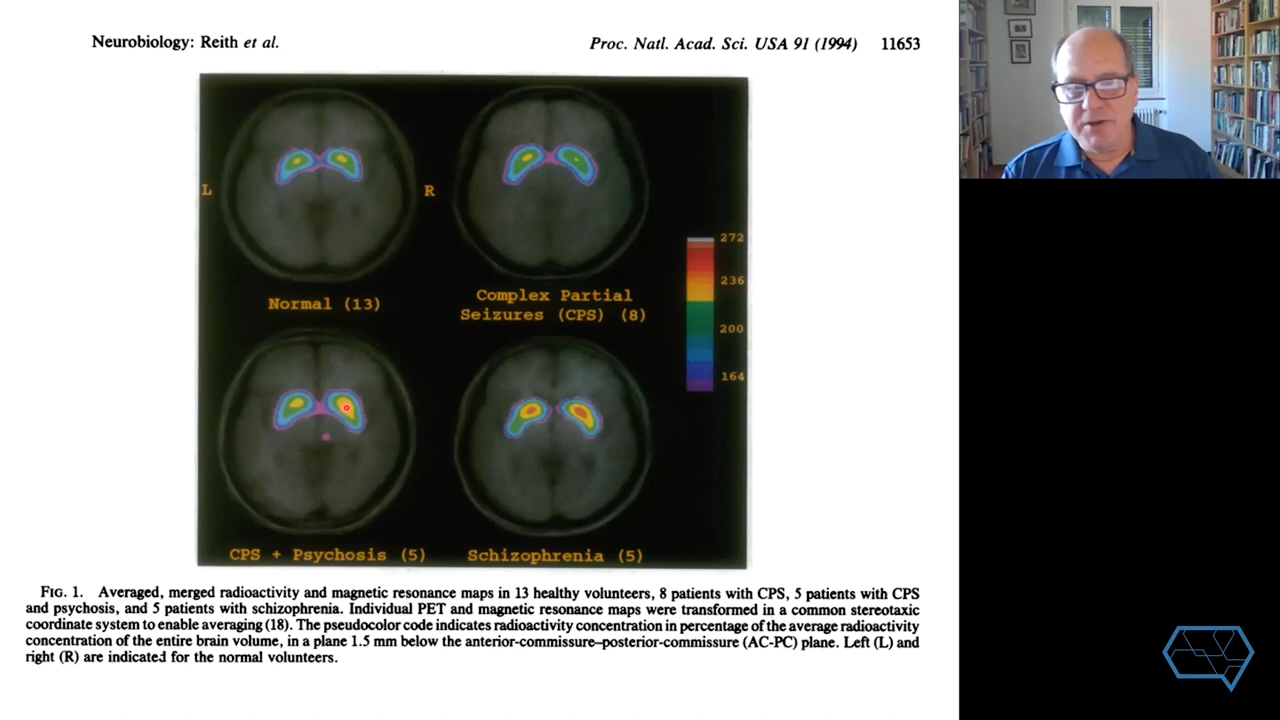 Neurobiology: Reith et al.
Proc. Natl. Acad. Sci. USA 91 (1994) 11653
L
R
272
236
200
164
Normal (13)
Complex Partial
Seizures (CPS) (8)
CPS + Psychosis (5)
Schizophrenia (5)
FIG. 1. Averaged, merged radioactivity and magnetic resonance maps in 13 healthy volunteers, 8 patients with CPS, 5 patients with CPS
and psychosis, and 5 patients with schizophrenia. Individual PET and magnetic resonance maps were transformed in a common stereotaxic
coordinate system to enable averaging (18). The pseudocolor code indicates radioactivity concentration in percentage of the average radioactivity
concentration of the entire brain volume, in a plane 1.5 mm below the anterior-commissure–posterior-commissure (AC-PC) plane. Left (L) and
right (R) are indicated for the normal volunteers.